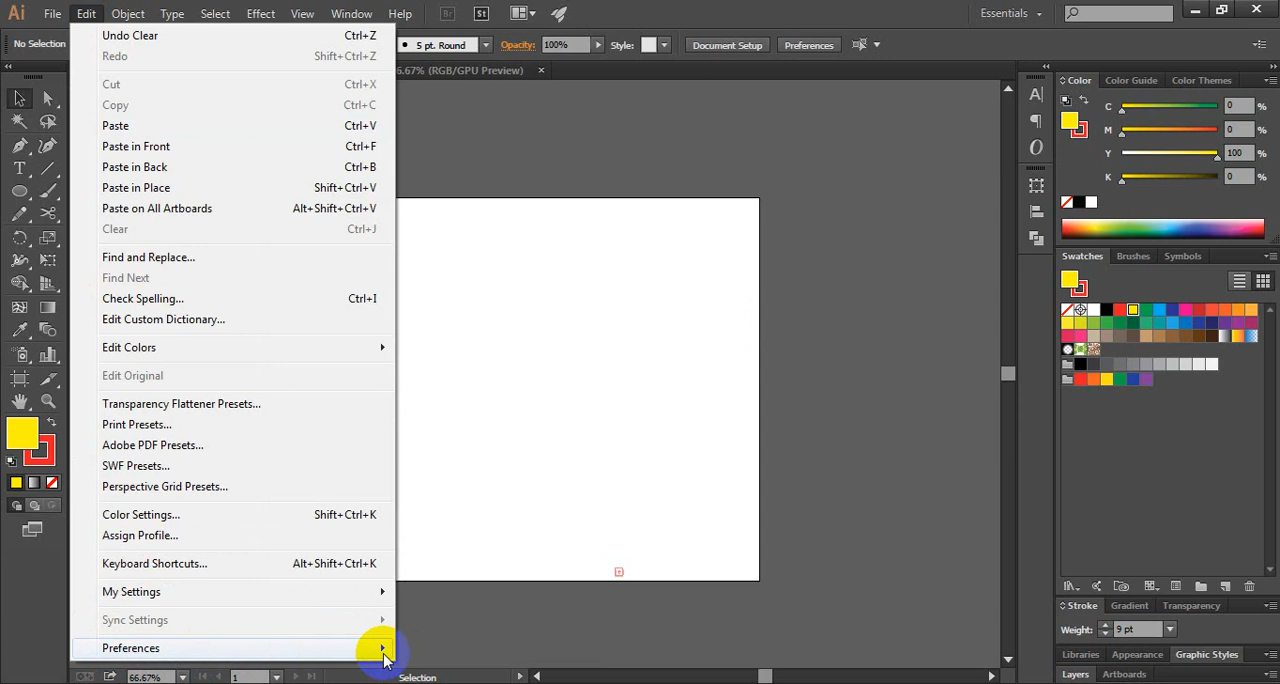 Ai File Edit Object Type Select Effect View Window Help Br St Essentials
No Selection 5 pt. Round Opacity: 100% Style: Document Setup Preferences
6.67% (RGB/GPU Preview) ×
Undo Clear Ctrl+Z
Redo Shift+Ctrl+Z
Cut Ctrl+X
Copy Ctrl+C
Paste Ctrl+V
Paste in Front Ctrl+F
Paste in Back Ctrl+B
Paste in Place Shift+Ctrl+V
Paste on All Artboards Alt+Shift+Ctrl+V
Clear Ctrl+J
Find and Replace...
Find Next
Check Spelling... Ctrl+I
Edit Custom Dictionary...
Edit Colors
Edit Original
Transparency Flattener Presets...
Print Presets...
Adobe PDF Presets...
SWF Presets...
Perspective Grid Presets...
Color Settings... Shift+Ctrl+K
Assign Profile...
Keyboard Shortcuts... Alt+Shift+Ctrl+K
My Settings
Sync Settings
Preferences
66.67% 1 Selection
Color Color Guide Color Themes
C 0 %
M 0 %
Y 100 %
K 0 %
Swatches Brushes Symbols
Stroke Gradient Transparency
Weight: 9 pt
Libraries Appearance Graphic Styles
Layers Artboards